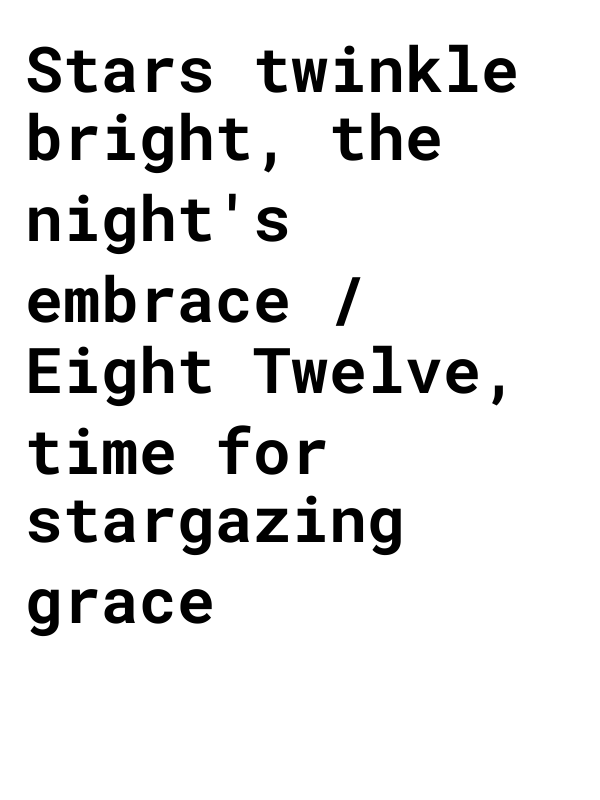 Stars twinkle
bright, the
night's
embrace /
Eight Twelve,
time for
stargazing
grace